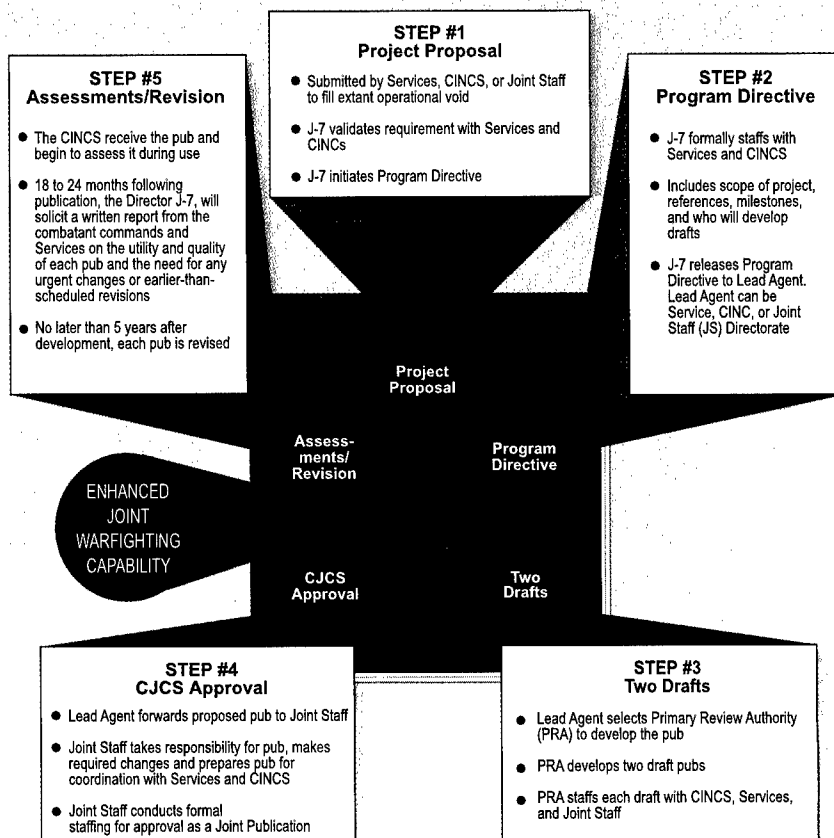 STEP #1
Project Proposal
● Submitted by Services, CINCS, or Joint Staff
to fill extant operational void
● J-7 validates requirement with Services and
CINCs
● J-7 initiates Program Directive
STEP #5
Assessments/Revision
● The CINCS receive the pub and
begin to assess it during use
● 18 to 24 months following
publication, the Director J-7, will
solicit a written report from the
combatant commands and
Services on the utility and quality
of each pub and the need for any
urgent changes or earlier-than-
scheduled revisions
● No later than 5 years after
development, each pub is revised
STEP #2
Program Directive
● J-7 formally staffs with
Services and CINCS
● Includes scope of project,
references, milestones,
and who will develop
drafts
● J-7 releases Program
Directive to Lead Agent.
Lead Agent can be
Service, CINC, or Joint
Staff (JS) Directorate
Project
Proposal
Assess-
ments/
Revision
Program
Directive
ENHANCED
JOINT
WARFIGHTING
CAPABILITY
CJCS
Approval
Two
Drafts
STEP #4
CJCS Approval
● Lead Agent forwards proposed pub to Joint Staff
● Joint Staff takes responsibility for pub, makes
required changes and prepares pub for
coordination with Services and CINCS
● Joint Staff conducts formal
staffing for approval as a Joint Publication
STEP #3
Two Drafts
● Lead Agent selects Primary Review Authority
(PRA) to develop the pub
● PRA develops two draft pubs
● PRA staffs each draft with CINCS, Services,
and Joint Staff